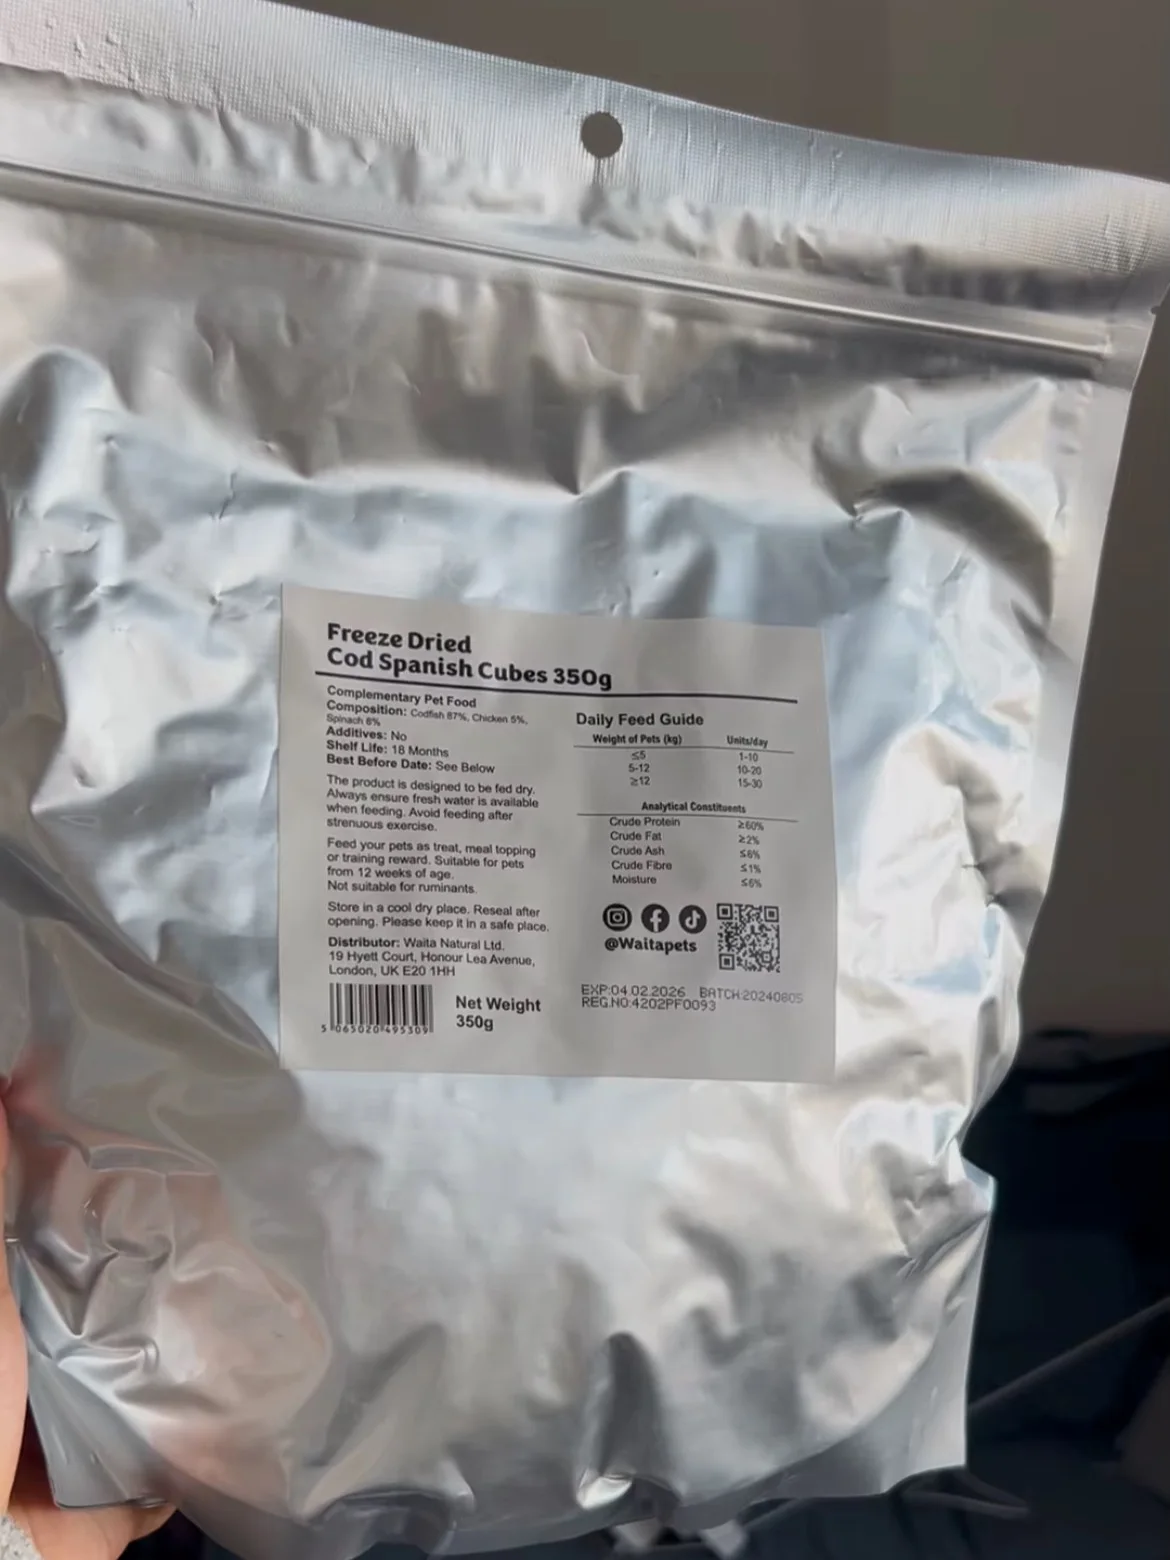 Freeze Dried
Cod Spanish Cubes 350g
Complementary Pet Food
Composition: Codfish 87%, Chicken 5%,
Spinach 6%
Additives: No
Shelf Life: 18 Months
Best Before Date: See Below
The product is designed to be fed dry.
Always ensure fresh water is available
when feeding. Avoid feeding after
strenuous exercise.
Feed your pets as treat, meal topping
or training reward. Suitable for pets
from 12 weeks of age.
Not suitable for ruminants.
Store in a cool dry place. Reseal after
opening. Please keep it in a safe place.
Distributor: Waita Natural Ltd.
19 Hyett Court, Honour Lea Avenue,
London, UK E20 1HH
5 065020 495309
Net Weight
350g
Daily Feed Guide
Weight of Pets (kg) Units/day
≤5 1-10
5-12 10-20
≥12 15-30
Analytical Constituents
Crude Protein ≥60%
Crude Fat ≥2%
Crude Ash ≤6%
Crude Fibre ≤1%
Moisture ≤6%
@Waitapets
EXP:04.02.2026 BATCH:20240805
REG.NO:4202PF0093